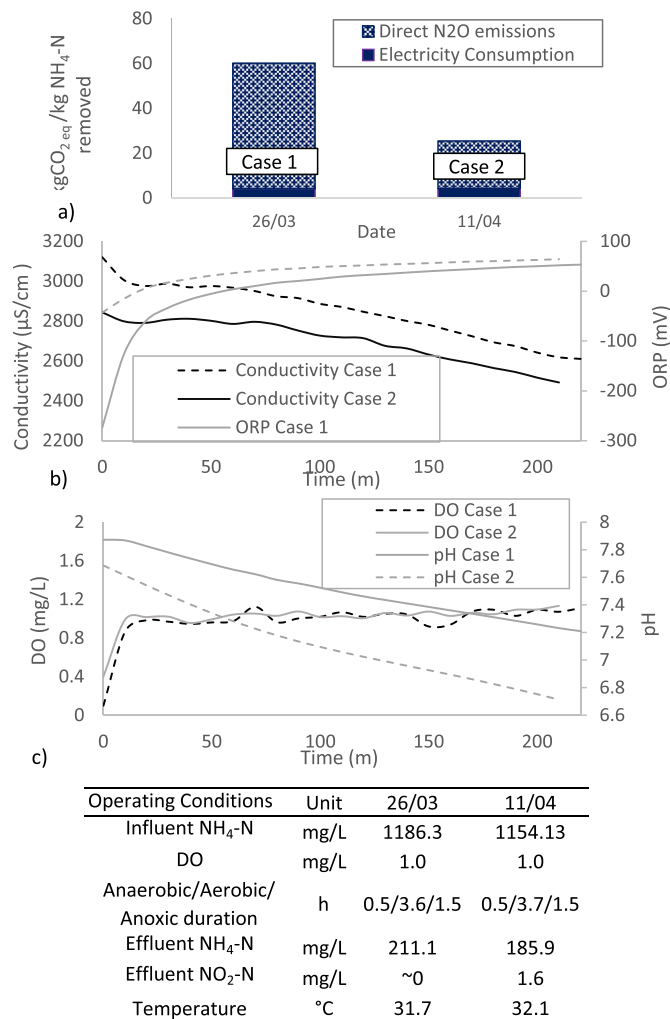 80
60
40
20
0
kgCO2 eq /kg NH4-N
removed
Direct N2O emissions
Electricity Consumption
Case 1
Case 2
26/03
11/04
Date
a)
3200
3000
2800
2600
2400
2200
Conductivity (µS/cm )
100
0
-100
-200
-300
ORP (mV)
Conductivity Case 1
Conductivity Case 2
ORP Case 1
0 50 100 150 200
Time (m)
b)
2
1.6
1.2
0.8
0.4
0
DO (mg/L)
8
7.8
7.6
7.4
7.2
7
6.8
6.6
pH
DO Case 1
DO Case 2
pH Case 1
pH Case 2
0 50 100 150 200
Time (m)
c)
Operating Conditions Unit 26/03 11/04
Influent NH4-N mg/L 1186.3 1154.13
DO mg/L 1.0 1.0
Anaerobic/Aerobic/
Anoxic duration h 0.5/3.6/1.5 0.5/3.7/1.5
Effluent NH4-N mg/L 211.1 185.9
Effluent NO2-N mg/L ~0 1.6
Temperature °C 31.7 32.1